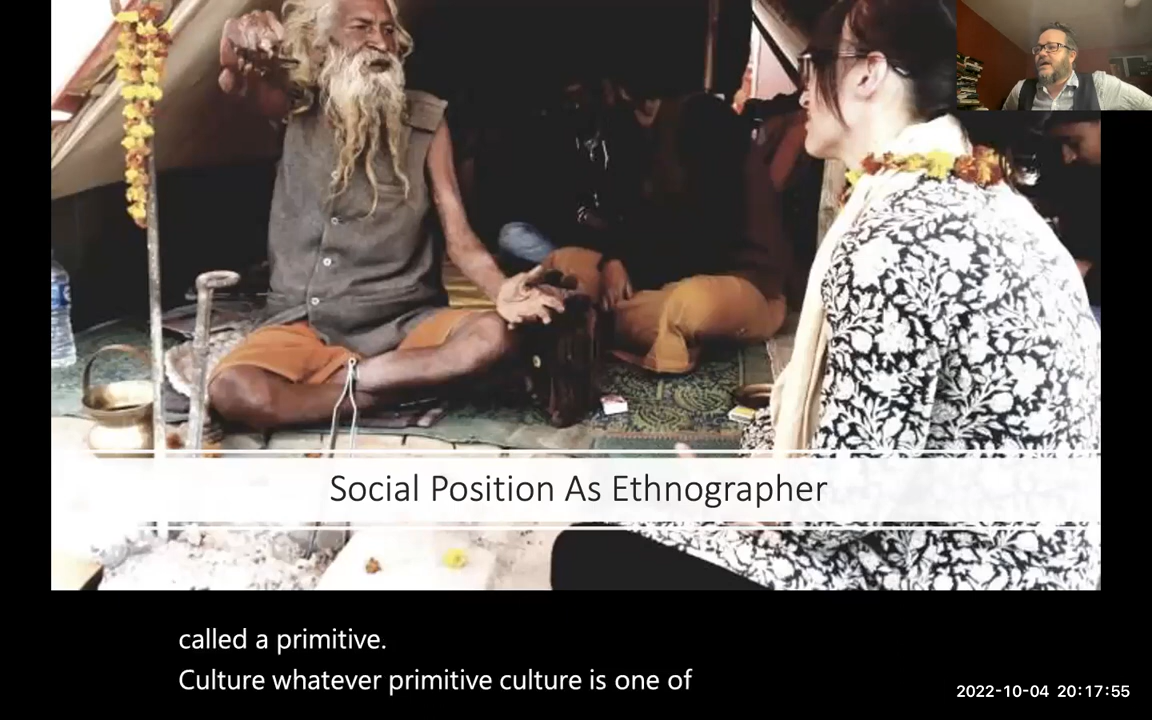 Social Position As Ethnographer
called a primitive.
Culture whatever primitive culture is one of
2022-10-04 20:17:55